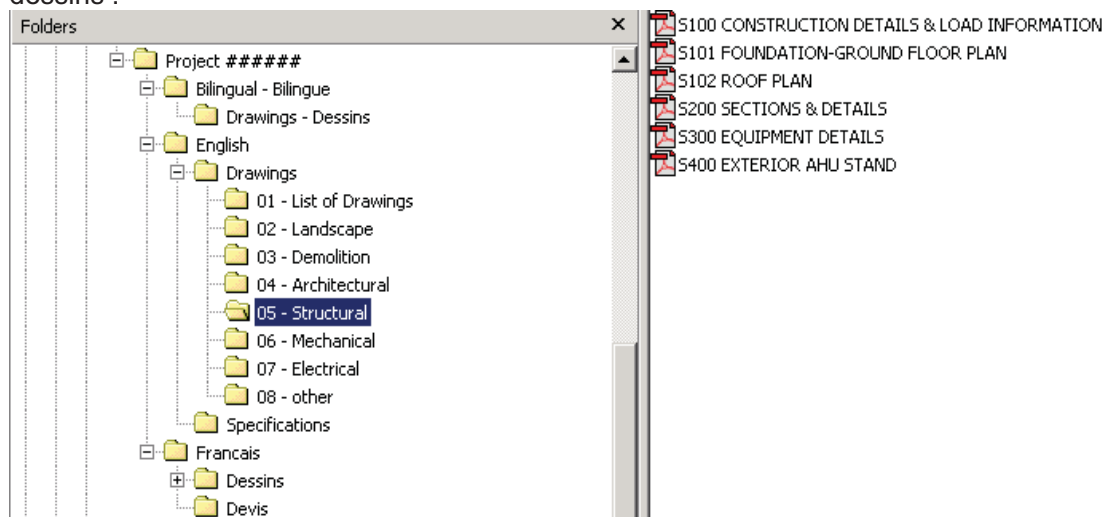 dessins :
Folders
Project ######
Bilingual - Bilingue
Drawings - Dessins
English
Drawings
01 - List of Drawings
02 - Landscape
03 - Demolition
04 - Architectural
05 - Structural
06 - Mechanical
07 - Electrical
08 - other
Specifications
Francais
Dessins
Devis
S100 CONSTRUCTION DETAILS & LOAD INFORMATION
S101 FOUNDATION-GROUND FLOOR PLAN
S102 ROOF PLAN
S200 SECTIONS & DETAILS
S300 EQUIPMENT DETAILS
S400 EXTERIOR AHU STAND